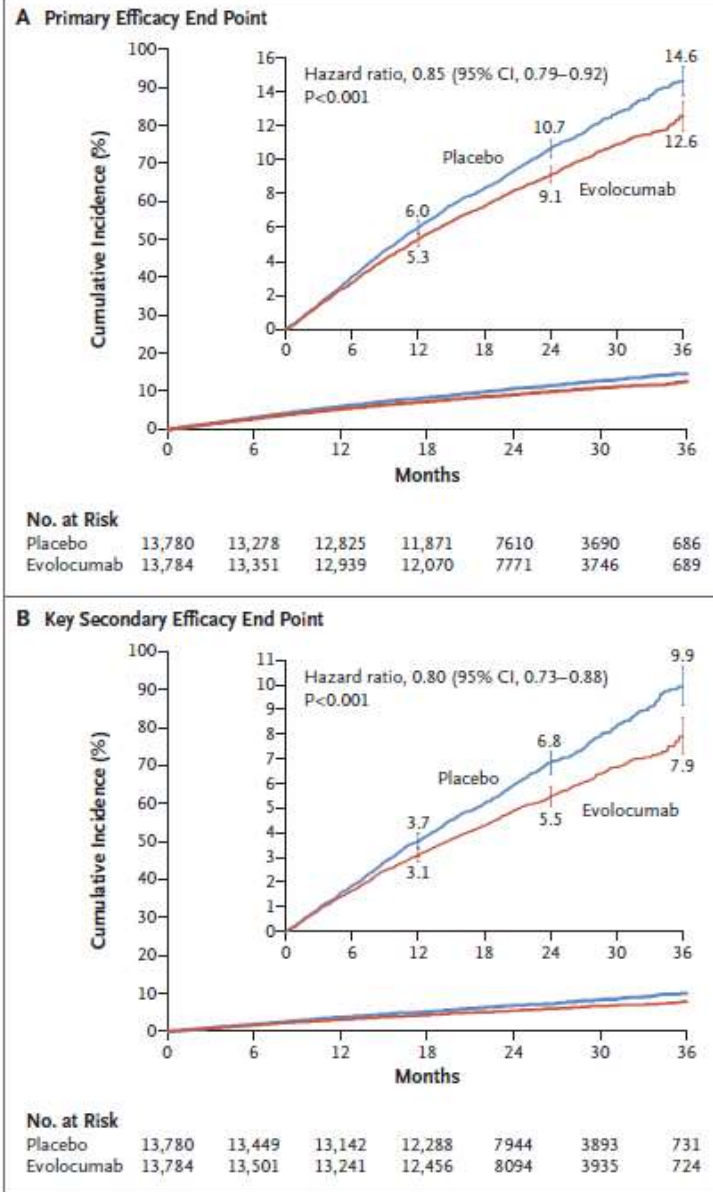 A Primary Efficacy End Point
Cumulative Incidence (%)
100
90
80
70
60
50
40
30
20
10
0
16
14
12
10
8
6
4
2
0
Hazard ratio, 0.85 (95% CI, 0.79–0.92)
P<0.001
14.6
10.7
12.6
Placebo
9.1
Evolocumab
6.0
5.3
0 6 12 18 24 30 36
0 6 12 18 24 30 36
Months
No. at Risk
Placebo 13,780 13,278 12,825 11,871 7610 3690 686
Evolocumab 13,784 13,351 12,939 12,070 7771 3746 689
B Key Secondary Efficacy End Point
Cumulative Incidence (%)
100
90
80
70
60
50
40
30
20
10
0
11
10
9
8
7
6
5
4
3
2
1
0
Hazard ratio, 0.80 (95% CI, 0.73–0.88)
P<0.001
9.9
6.8
7.9
Placebo
5.5
Evolocumab
3.7
3.1
0 6 12 18 24 30 36
0 6 12 18 24 30 36
Months
No. at Risk
Placebo 13,780 13,449 13,142 12,288 7944 3893 731
Evolocumab 13,784 13,501 13,241 12,456 8094 3935 724